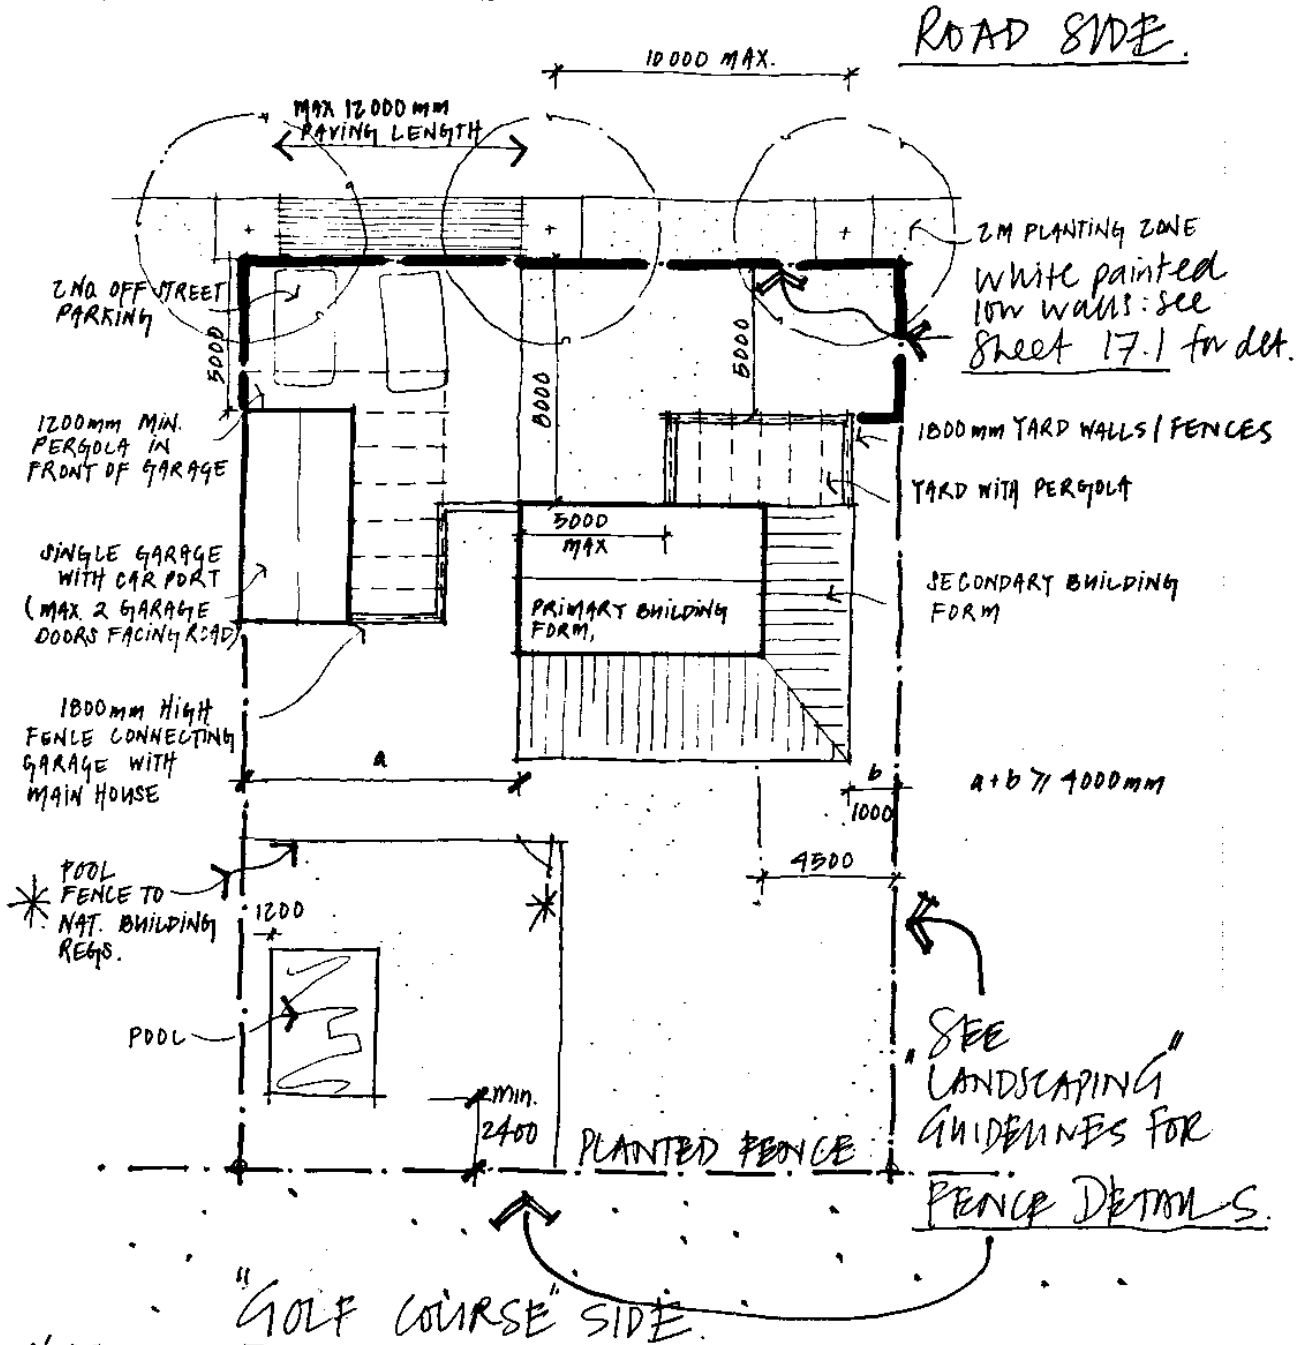 ROAD SIDE.
10000 MAX.
MAX 12000mm
PAVING LENGTH
2M PLANTING ZONE
White painted
low walls: see
Sheet 17.1 for det.
2NO. OFF STREET
PARKING
5000
8000
5000
1200mm MIN.
PERGOLA IN
FRONT OF GARAGE
1800mm YARD WALLS/FENCES
YARD WITH PERGOLA
5000
MAX
SINGLE GARAGE
WITH CAR PORT
(MAX. 2 GARAGE
DOORS FACING ROAD)
PRIMARY BUILDING
FORM,
SECONDARY BUILDING
FORM
1800mm HIGH
FENCE CONNECTING
GARAGE WITH
MAIN HOUSE
a
b
1000
a+b ≥ 4000mm
4500
POOL
FENCE TO
NAT. BUILDING
REGS.
1200
POOL
min.
2400
"SEE
LANDSCAPING"
GUIDELINES FOR
FENCE DETAILS.
PLANTED FENCE
"GOLF COURSE" SIDE.